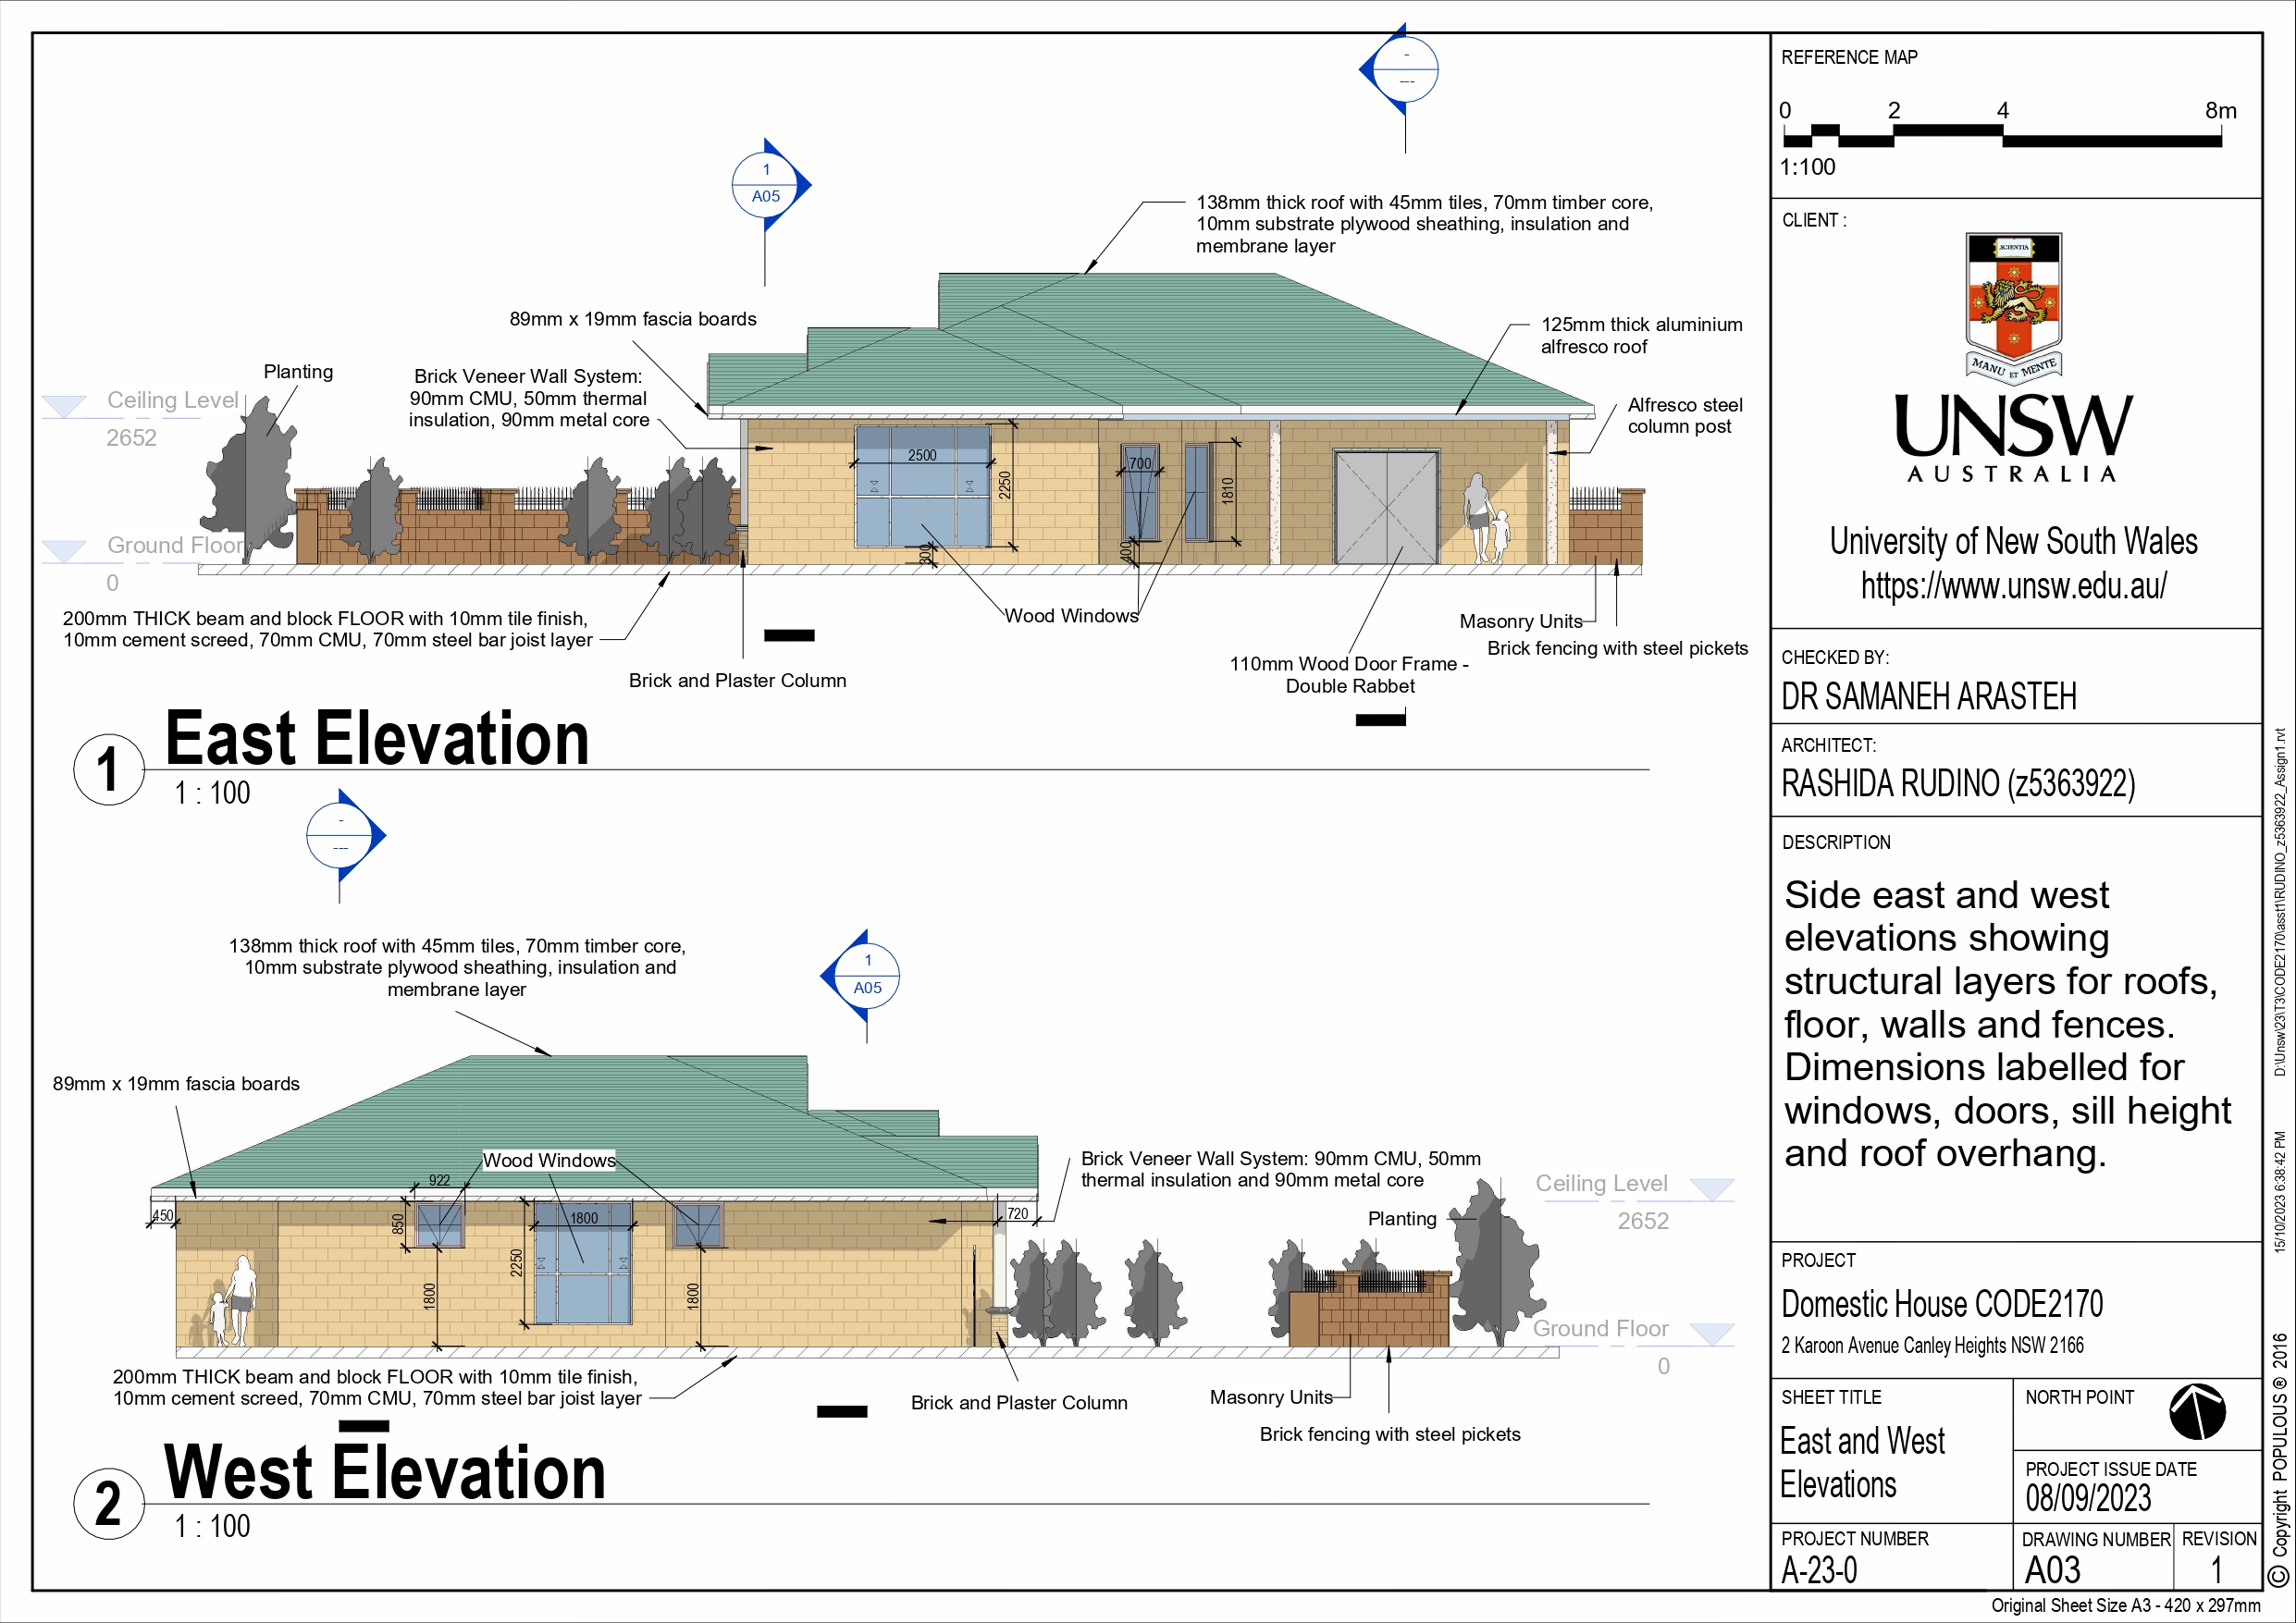 1
A05
-
---
138mm thick roof with 45mm tiles, 70mm timber core,
10mm substrate plywood sheathing, insulation and
membrane layer
89mm x 19mm fascia boards
125mm thick aluminium
alfresco roof
Planting
Brick Veneer Wall System:
90mm CMU, 50mm thermal
insulation, 90mm metal core
Alfresco steel
column post
Ceiling Level
2652
2500
2250
700
1810
300
400
Ground Floor
0
200mm THICK beam and block FLOOR with 10mm tile finish,
10mm cement screed, 70mm CMU, 70mm steel bar joist layer
Wood Windows
Masonry Units
Brick fencing with steel pickets
110mm Wood Door Frame -
Double Rabbet
Brick and Plaster Column
1
East Elevation
1 : 100
-
---
1
A05
138mm thick roof with 45mm tiles, 70mm timber core,
10mm substrate plywood sheathing, insulation and
membrane layer
89mm x 19mm fascia boards
Wood Windows
Brick Veneer Wall System: 90mm CMU, 50mm
thermal insulation and 90mm metal core
922
450
850
1800
2250
1800
1800
720
Planting
Ceiling Level
2652
Ground Floor
0
200mm THICK beam and block FLOOR with 10mm tile finish,
10mm cement screed, 70mm CMU, 70mm steel bar joist layer
Brick and Plaster Column
Masonry Units
Brick fencing with steel pickets
2
West Elevation
1 : 100
REFERENCE MAP
0 2 4 8m
1:100
CLIENT :
SCIENTIA
MANU ET MENTE
UNSW
AUSTRALIA
University of New South Wales
https://www.unsw.edu.au/
CHECKED BY:
DR SAMANEH ARASTEH
ARCHITECT:
RASHIDA RUDINO (z5363922)
DESCRIPTION
Side east and west
elevations showing
structural layers for roofs,
floor, walls and fences.
Dimensions labelled for
windows, doors, sill height
and roof overhang.
PROJECT
Domestic House CODE2170
2 Karoon Avenue Canley Heights NSW 2166
SHEET TITLE
East and West
Elevations
NORTH POINT
PROJECT ISSUE DATE
08/09/2023
PROJECT NUMBER
A-23-0
DRAWING NUMBER
A03
REVISION
1
Original Sheet Size A3 - 420 x 297mm
D:\Unsw\23\T3\CODE2170\asst1\RUDINO_z5363922_Assign1.rvt
15/10/2023 6:38:42 PM
© Copyright POPULOUS ® 2016